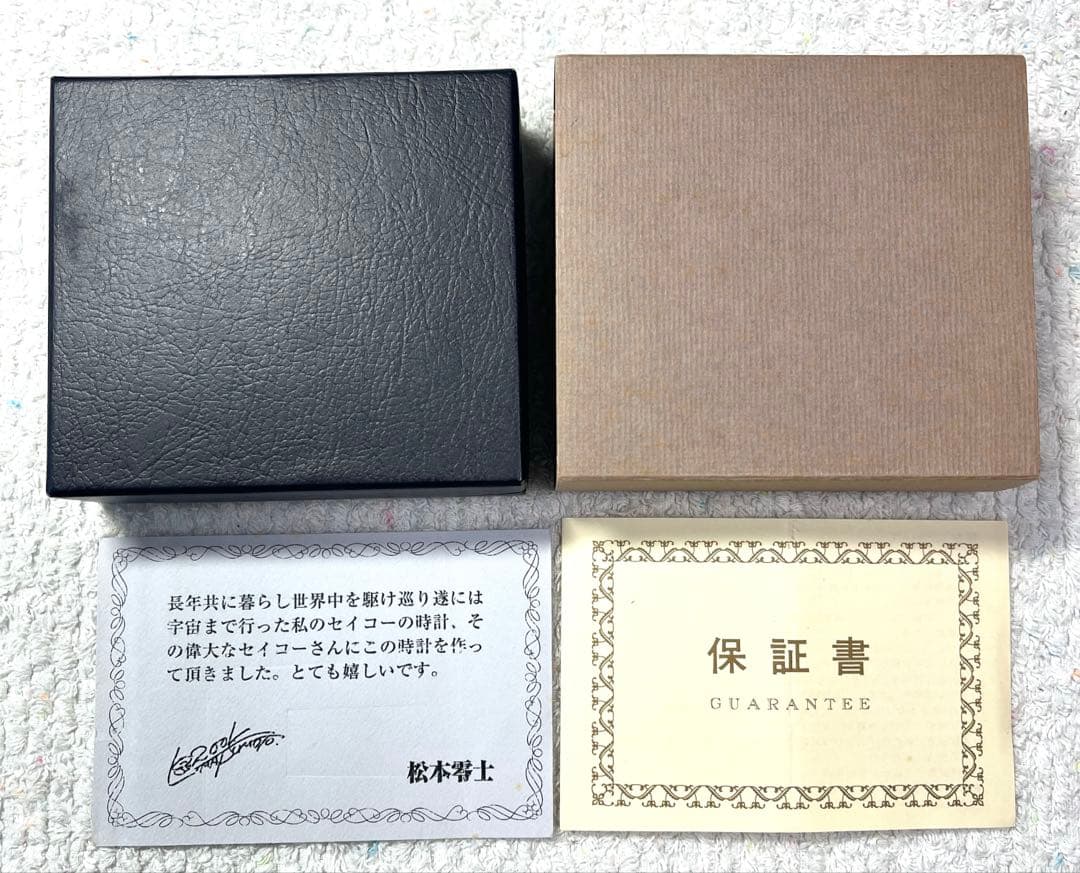 長年共に暮らし世界中を駆け巡り遂には
宇宙まで行った私のセイコーの時計、そ
の偉大なセイコーさんにこの時計を作っ
て頂きました。とても嬉しいです。
松本零士
保証書
GUARANTEE